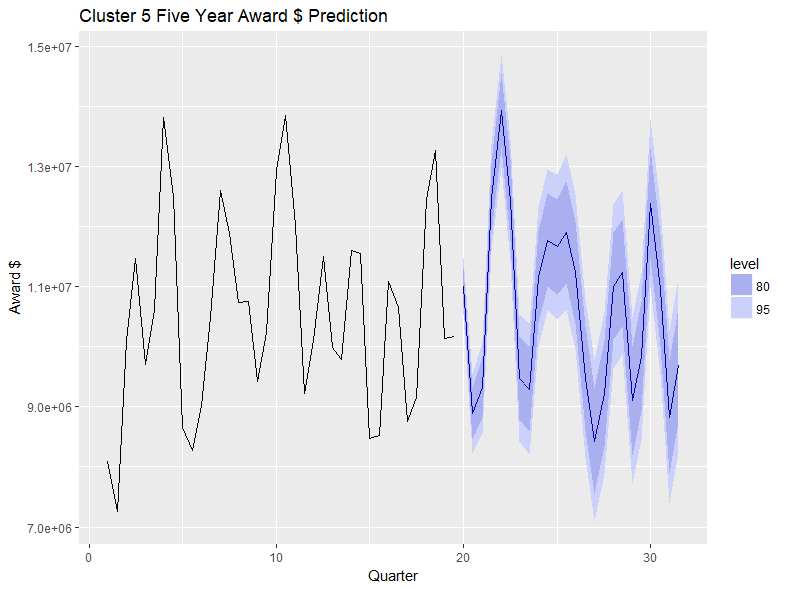 Cluster 5 Five Year Award $ Prediction
1.5e+07
1.3e+07
1.1e+07
9.0e+06
7.0e+06
Award $
0
10
20
30
Quarter
level
80
95